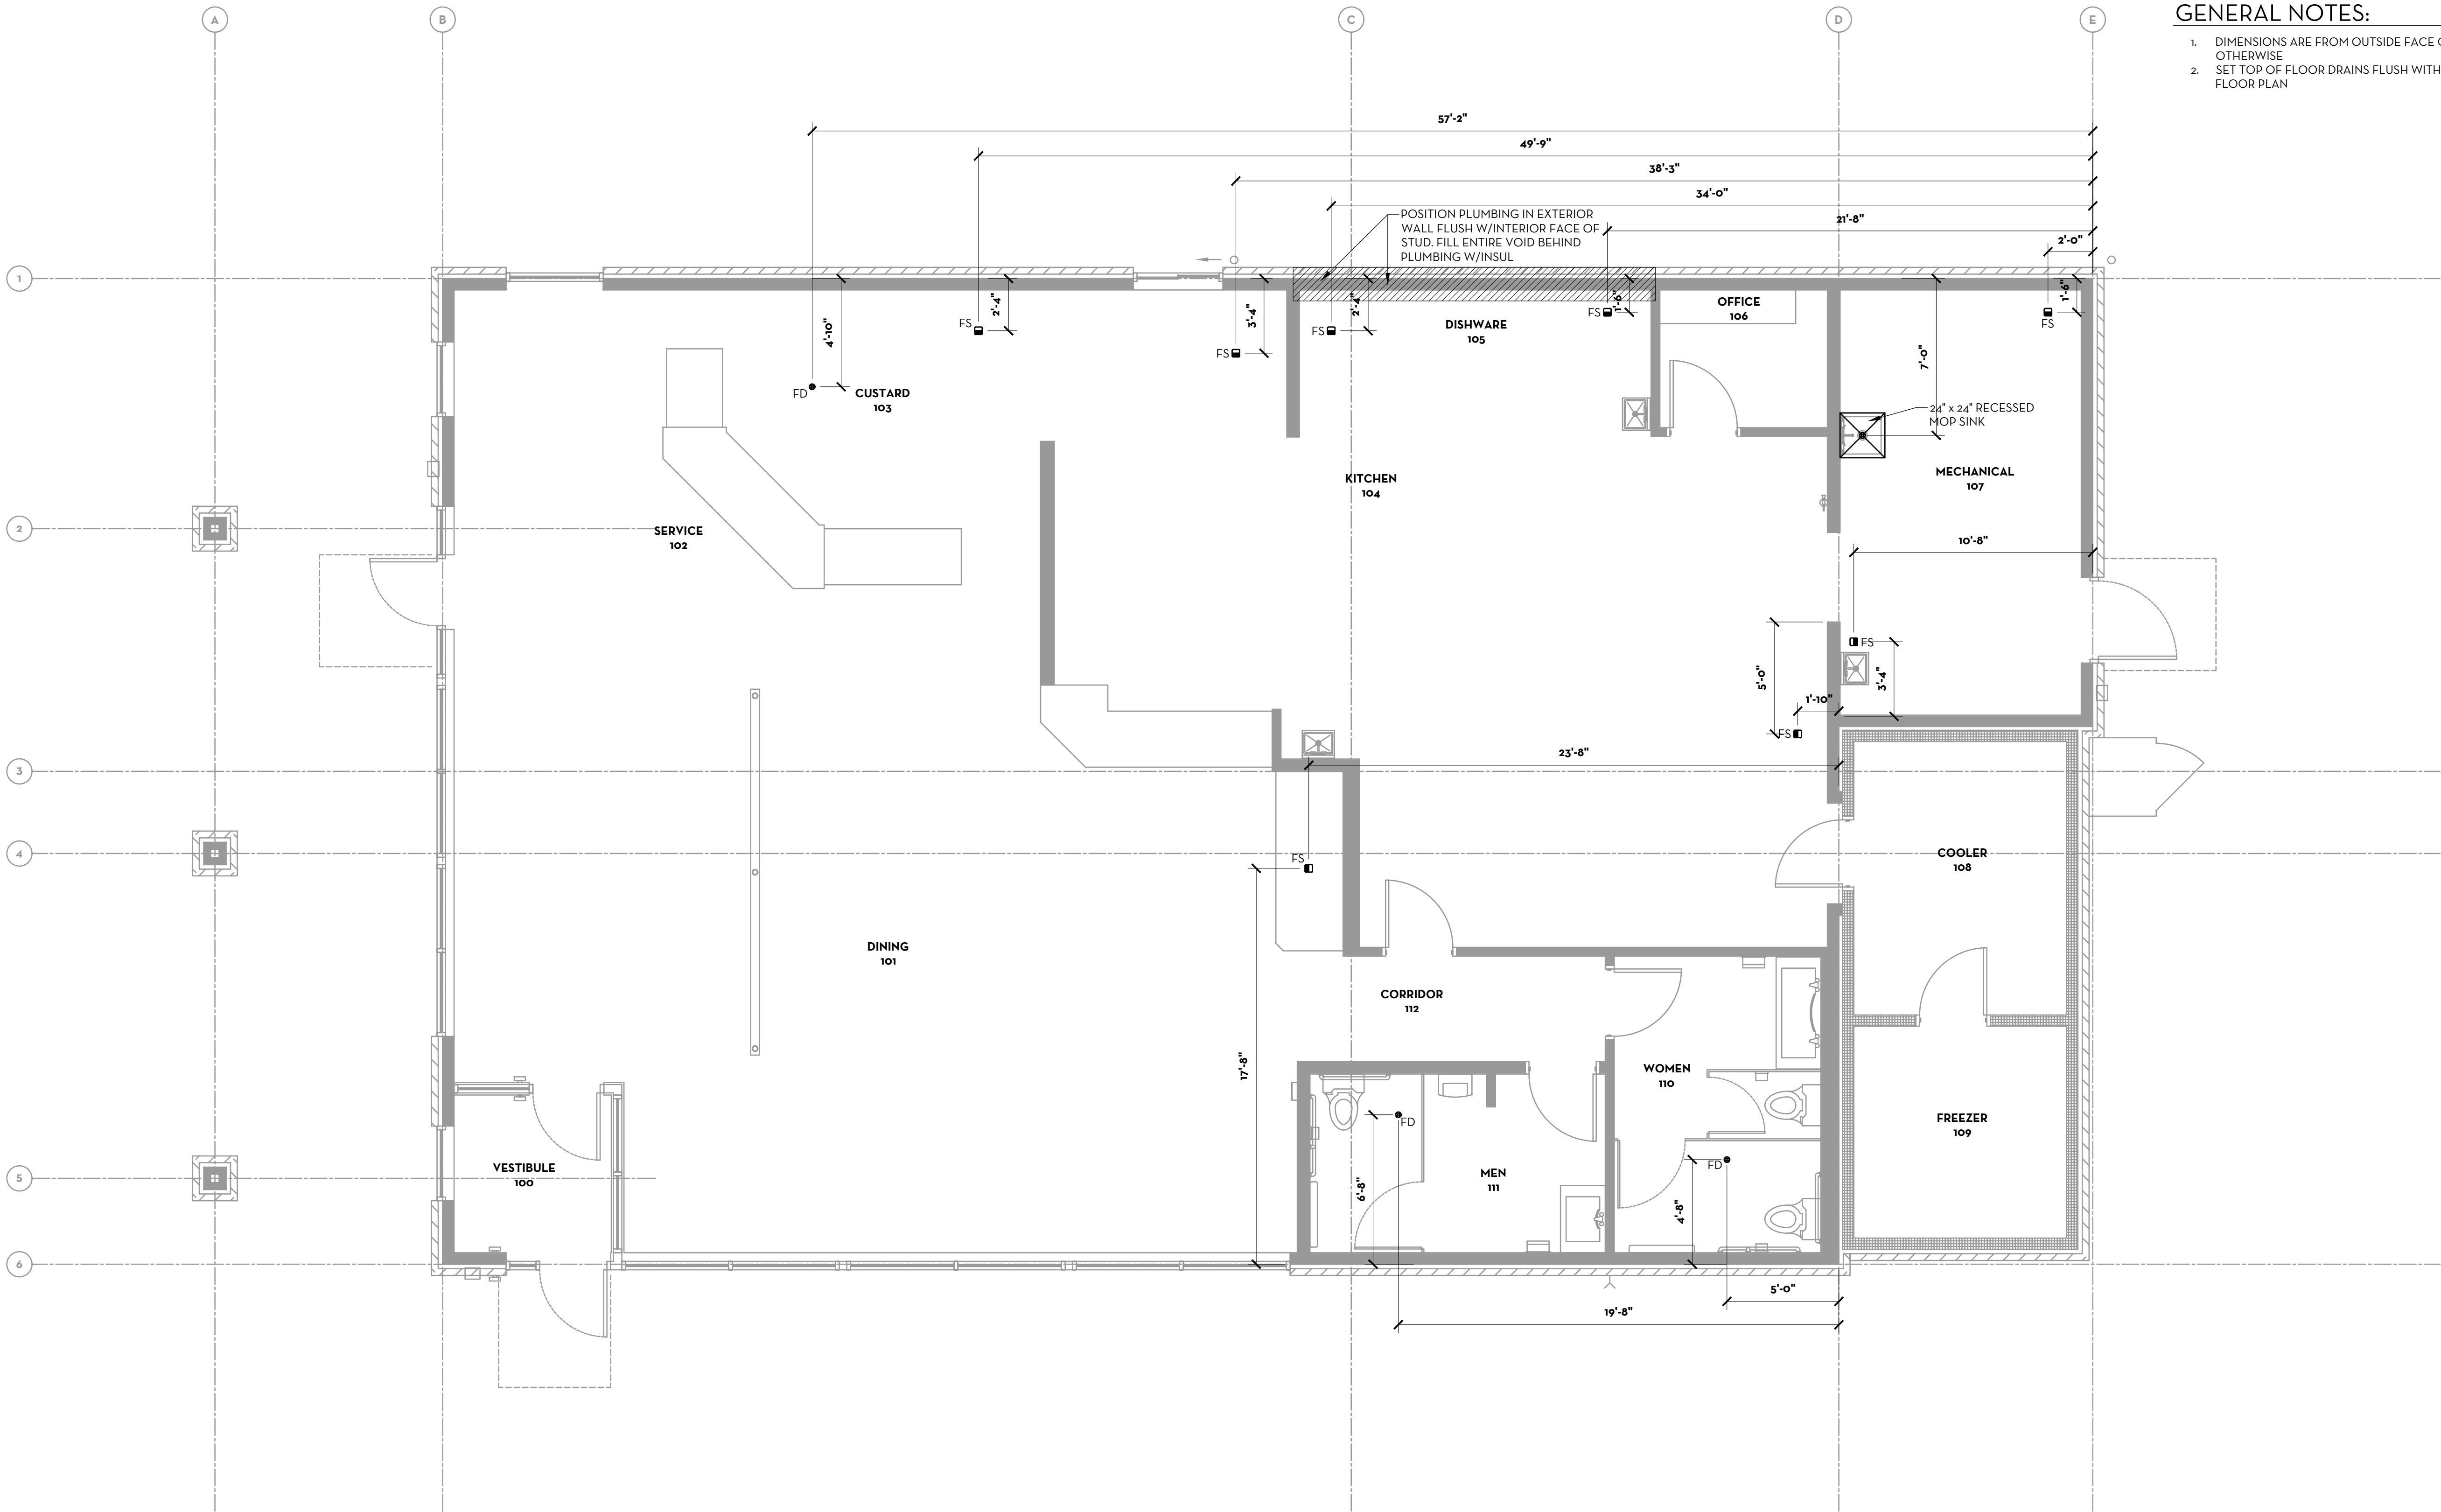 A
B
C
D
E
GENERAL NOTES:
1. DIMENSIONS ARE FROM OUTSIDE FACE
OTHERWISE
2. SET TOP OF FLOOR DRAINS FLUSH WITH
FLOOR PLAN
57'-2"
49'-9"
38'-3"
34'-0"
21'-8"
2'-0"
POSITION PLUMBING IN EXTERIOR
WALL FLUSH W/INTERIOR FACE OF
STUD. FILL ENTIRE VOID BEHIND
PLUMBING W/INSUL
1
4'-10"
2'-4"
3'-4"
2'-4"
1'-6"
1'-6"
FS
FS
FS
FS
FS
OFFICE
106
DISHWARE
105
7'-0"
FD
CUSTARD
103
24" x 24" RECESSED
MOP SINK
KITCHEN
104
MECHANICAL
107
2
SERVICE
102
10'-8"
FS
3'-4"
5'-0"
1'-10"
FS
23'-8"
3
4
FS
COOLER
108
DINING
101
CORRIDOR
112
17'-8"
WOMEN
110
FD
FREEZER
109
5
VESTIBULE
100
6'-8"
MEN
111
FD
4'-8"
6
5'-0"
19'-8"